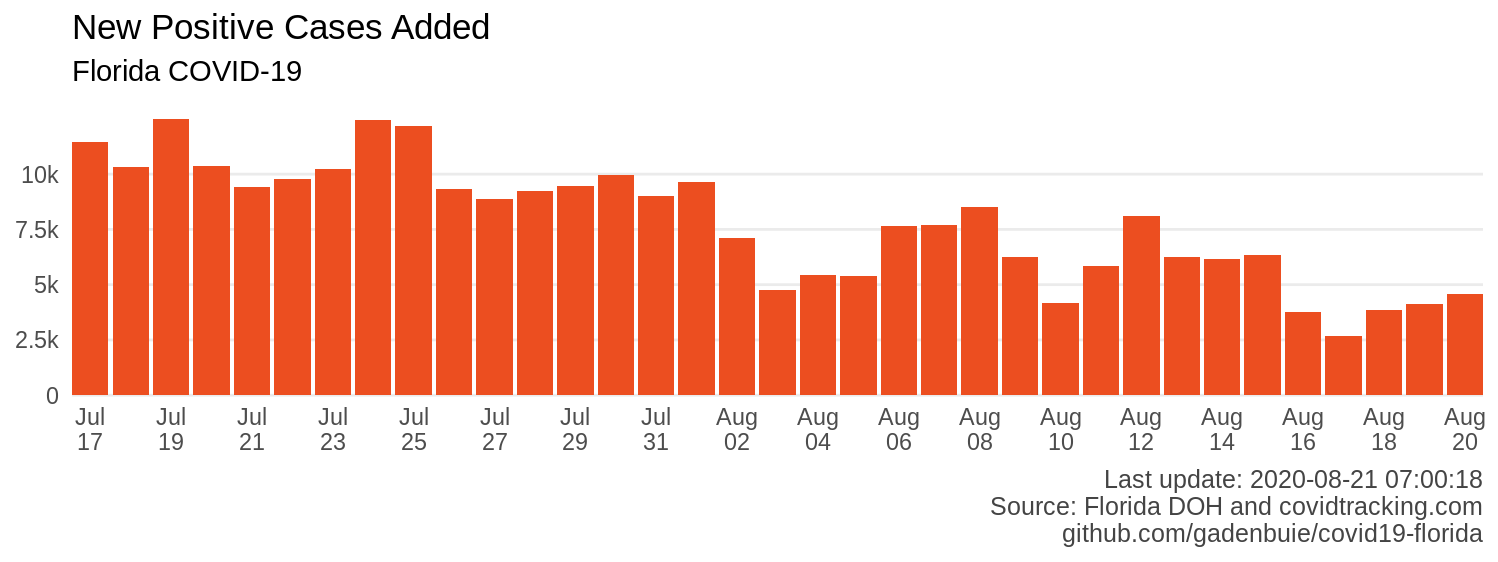 New Positive Cases Added
Florida COVID-19
10k
7.5k
5k
2.5k
0
Jul Jul Jul Jul Jul Jul Jul Jul Aug Aug Aug Aug Aug Aug Aug Aug Aug Aug
17 19 21 23 25 27 29 31 02 04 06 08 10 12 14 16 18 20
Last update: 2020-08-21 07:00:18
Source: Florida DOH and covidtracking.com
github.com/gadenbuie/covid19-florida